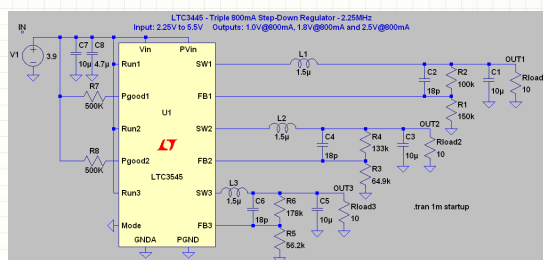 LTC3445 - Triple 800mA Step-Down Regulator - 2.25MHz
Input: 2.25V to 5.5V Outputs: 1.0V@800mA, 1.8V@800mA and 2.5V@800mA
IN
V1
3.9
C7
10µ
C8
4.7µ
R7
500K
R8
500K
Vin
PVin
Run1
Pgood1
Run2
Pgood2
Run3
Mode
GNDA
PGND
U1
LTC3545
SW1
FB1
SW2
FB2
SW3
FB3
L1
1.5µ
C2
18p
R2
100k
R1
150k
C1
10µ
OUT1
Rload
10
L2
1.5µ
C4
18p
R4
133k
R3
64.9k
C3
10µ
OUT2
Rload2
10
L3
1.5µ
C6
18p
R6
178k
R5
56.2k
C5
10µ
OUT3
Rload3
10
.tran 1m startup